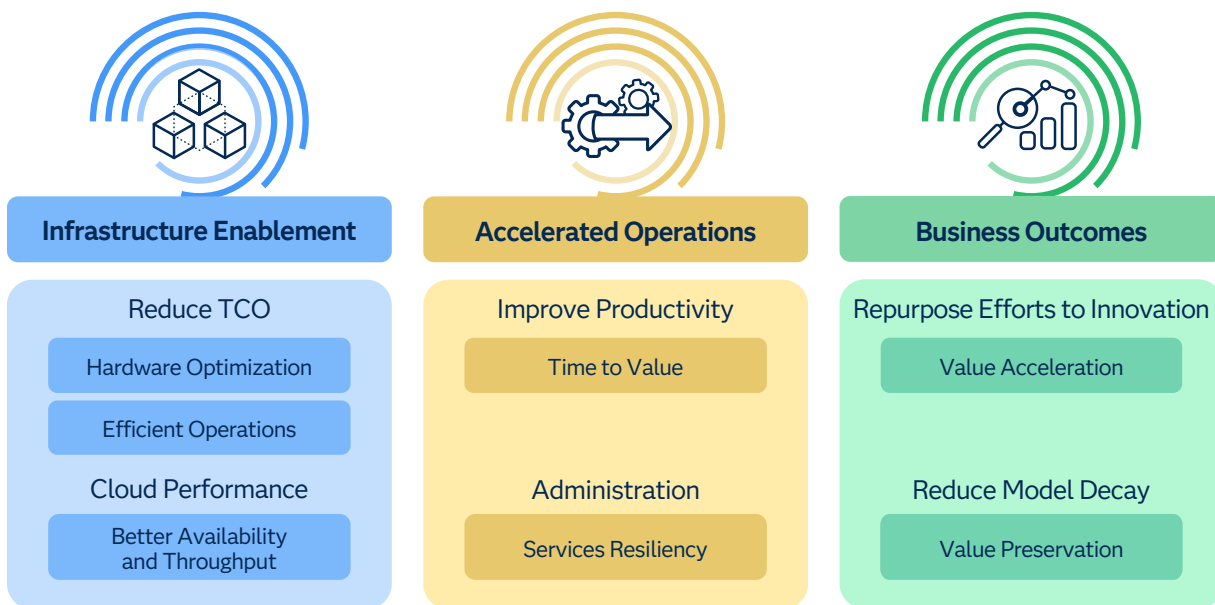 Infrastructure Enablement
Reduce TCO
Hardware Optimization
Efficient Operations
Cloud Performance
Better Availability
and Throughput
Accelerated Operations
Improve Productivity
Time to Value
Administration
Services Resiliency
Business Outcomes
Repurpose Efforts to Innovation
Value Acceleration
Reduce Model Decay
Value Preservation